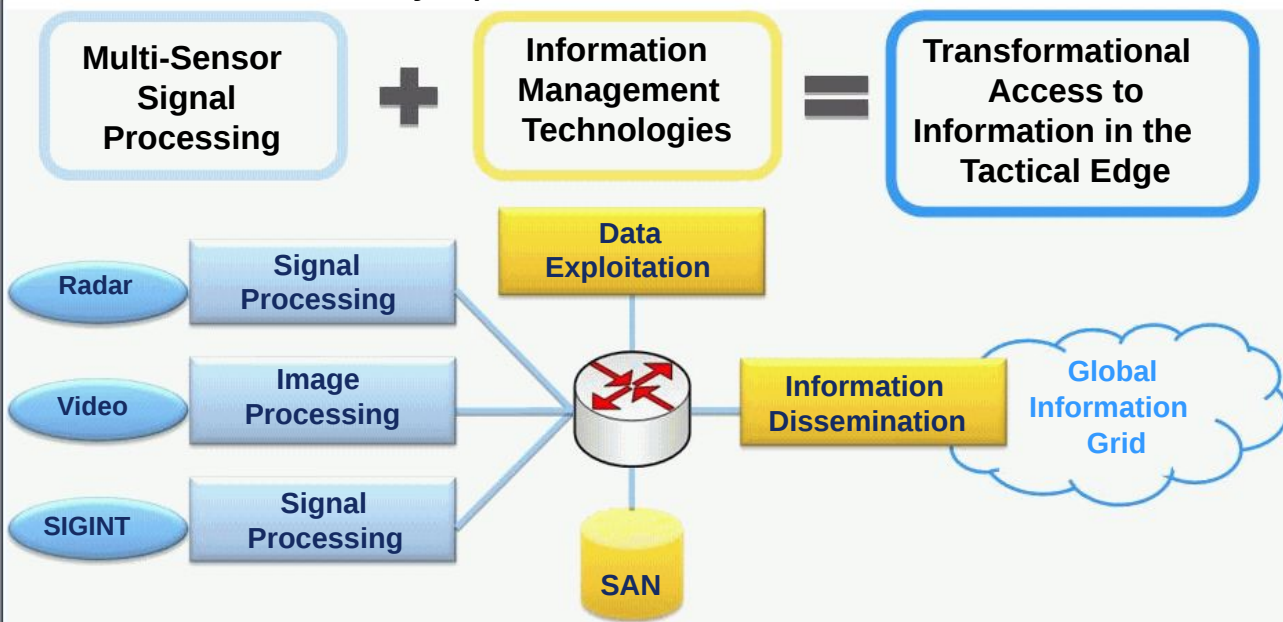 Multi-Sensor
Signal
Processing
Information
Management
Technologies
Transformational
Access to
Information in the
Tactical Edge
Data
Exploitation
Radar
Signal
Processing
Video
Image
Processing
Information
Dissemination
Global
Information
Grid
SIGINT
Signal
Processing
SAN